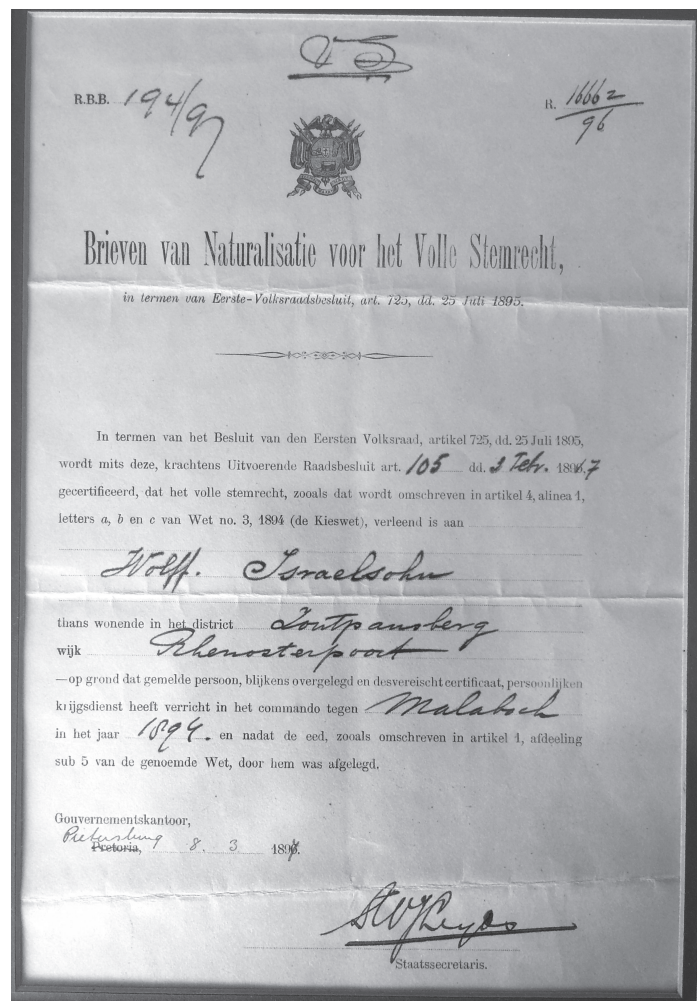 R.B.B. 194/97
R. 16662/96
Brieven van Naturalisatie voor het Volle Stemrecht,
in termen van Eerste-Volksraadsbesluit, art. 725, dd. 25 Juli 1895.
In termen van het Besluit van den Eersten Volksraad, artikel 725, dd. 25 Juli 1895,
wordt mits deze, krachtens Uitvoerende Raadsbesluit art. 105 dd. 3 Febr. 1897
gecertificeerd, dat het volle stemrecht, zooals dat wordt omschreven in artikel 4, alinea 1,
letters a, b en c van Wet no. 3, 1894 (de Kieswet), verleend is aan
Wolff. Israelsohn
thans wonende in het district Zoutpansberg
wijk Rhenosterpoort
—op grond dat gemelde persoon, blijkens overgelegd en desvereischt certificaat, persoonlijken
krijgsdienst heeft verricht in het commando tegen Malaboch
in het jaar 1894. en nadat de eed, zooals omschreven in artikel 1, afdeeling
sub 5 van de genoemde Wet, door hem was afgelegd.
Gouvernementskantoor,
Pietersburg
Pretoria, 8. 3 1897.
Staatssecretaris.